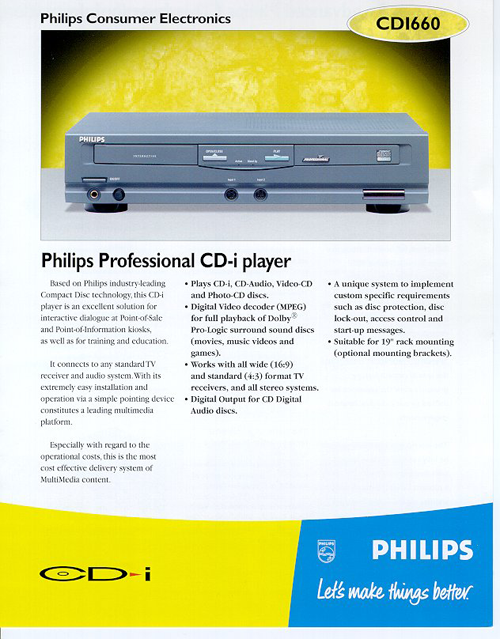 Philips Consumer Electronics
CDI660
PHILIPS
OPEN/CLOSE
PLAY
ON/OFF
PORT 1
PORT 2
Philips Professional CD-i player
Based on Philips industry-leading
Compact Disc technology, this CD-i
player is an excellent solution for
interactive dialogue at Point-of-Sale
and Point-of-Information kiosks,
as well as for training and education.
It connects to any standard TV
receiver and audio system. With its
extremely easy installation and
operation via a simple pointing device
constitutes a leading multimedia
platform.
Especially with regard to the
operational costs, this is the most
cost effective delivery system of
MultiMedia content.
• Plays CD-i, CD-Audio, Video-CD
and Photo-CD discs.
• Digital Video decoder (MPEG)
for full playback of Dolby®
Pro-Logic surround sound discs
(movies, music videos and
games).
• Works with all wide (16:9)
and standard (4:3) format TV
receivers, and all stereo systems.
• Digital Output for CD Digital
Audio discs.
• A unique system to implement
custom specific requirements
such as disc protection, disc
lock-out, access control and
start-up messages.
• Suitable for 19" rack mounting
(optional mounting brackets).
CD-i
PHILIPS
Let's make things better.